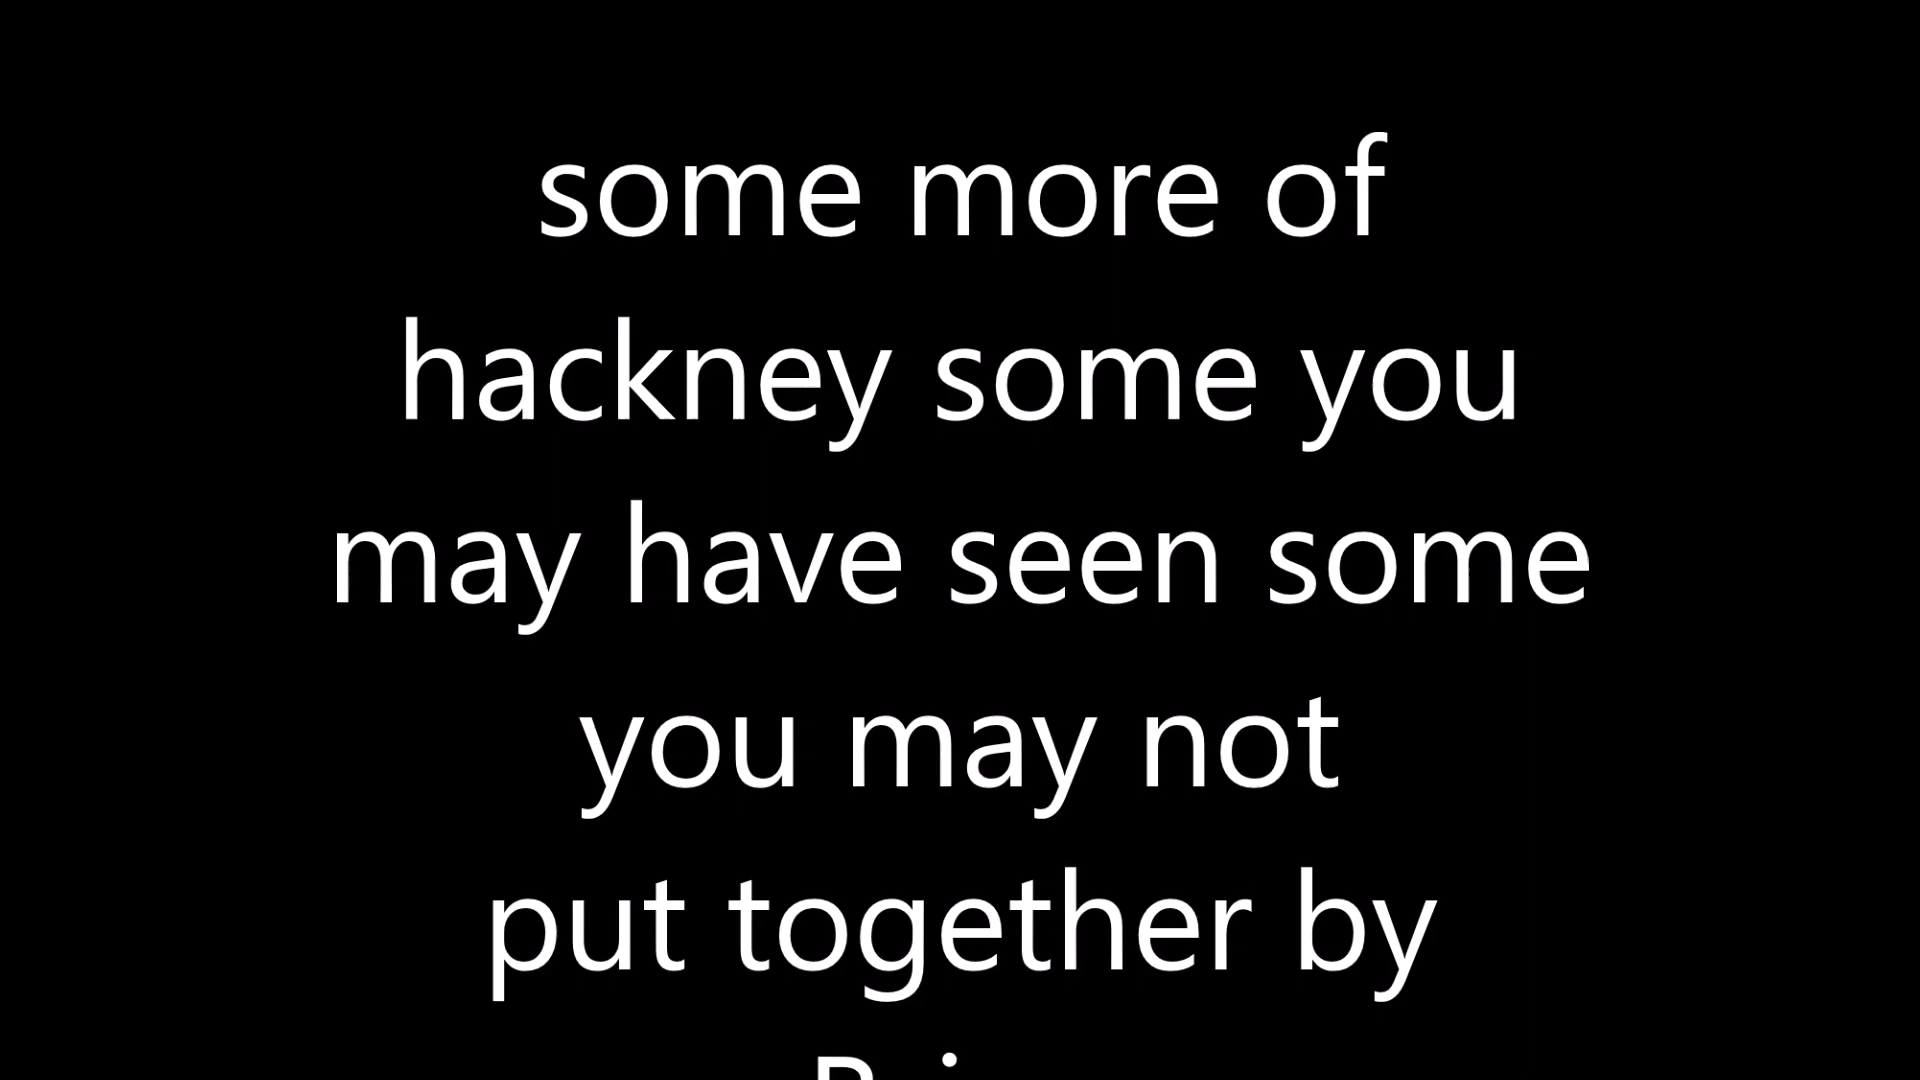 some more of
hackney some you
may have seen some
you may not
put together by